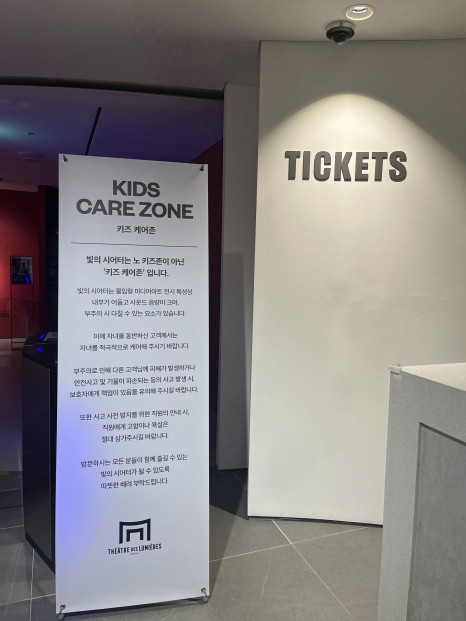 KIDS
CARE ZONE
키즈 케어존
빛의 시어터는 노 키즈존이 아닌
'키즈 케어존' 입니다.
빛의 시어터는 몰입형 미디어아트 전시 특성상
내부가 어둡고 사운드 음량이 크며,
부주의 시 다칠 수 있는 요소가 있습니다.
이에 자녀를 동반하신 고객께서는
자녀를 적극적으로 케어해 주시기 바랍니다.
부주의로 인해 다른 고객님께 피해가 발생하거나
안전사고 및 기물이 파손되는 등의 사고 발생 시,
보호자에게 책임이 있음을 유의해 주시길 바랍니다.
또한 사고 사전 방지를 위한 직원의 안내 시,
직원에게 고함이나 욕설은
절대 삼가주시길 바랍니다.
방문하시는 모든 분들이 함께 즐길 수 있는
빛의 시어터가 될 수 있도록
따뜻한 배려 부탁드립니다.
THÉÂTRE DES LUMIÈRES
TICKETS